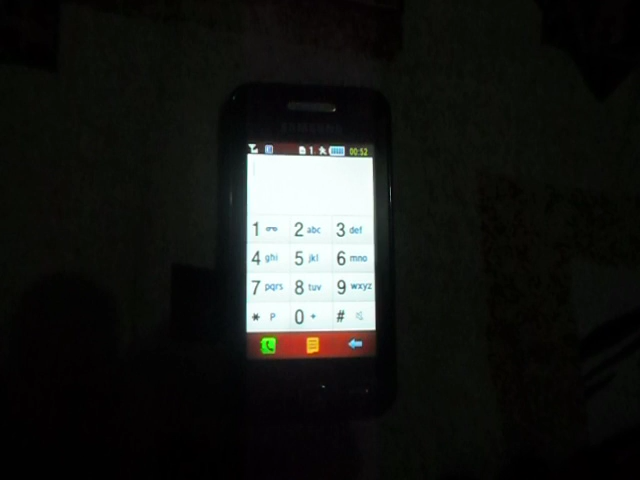 SAMSUNG
1 00:52
1 2 abc 3 def
4 ghi 5 jkl 6 mno
7 pqrs 8 tuv 9 wxyz
* P 0 + #